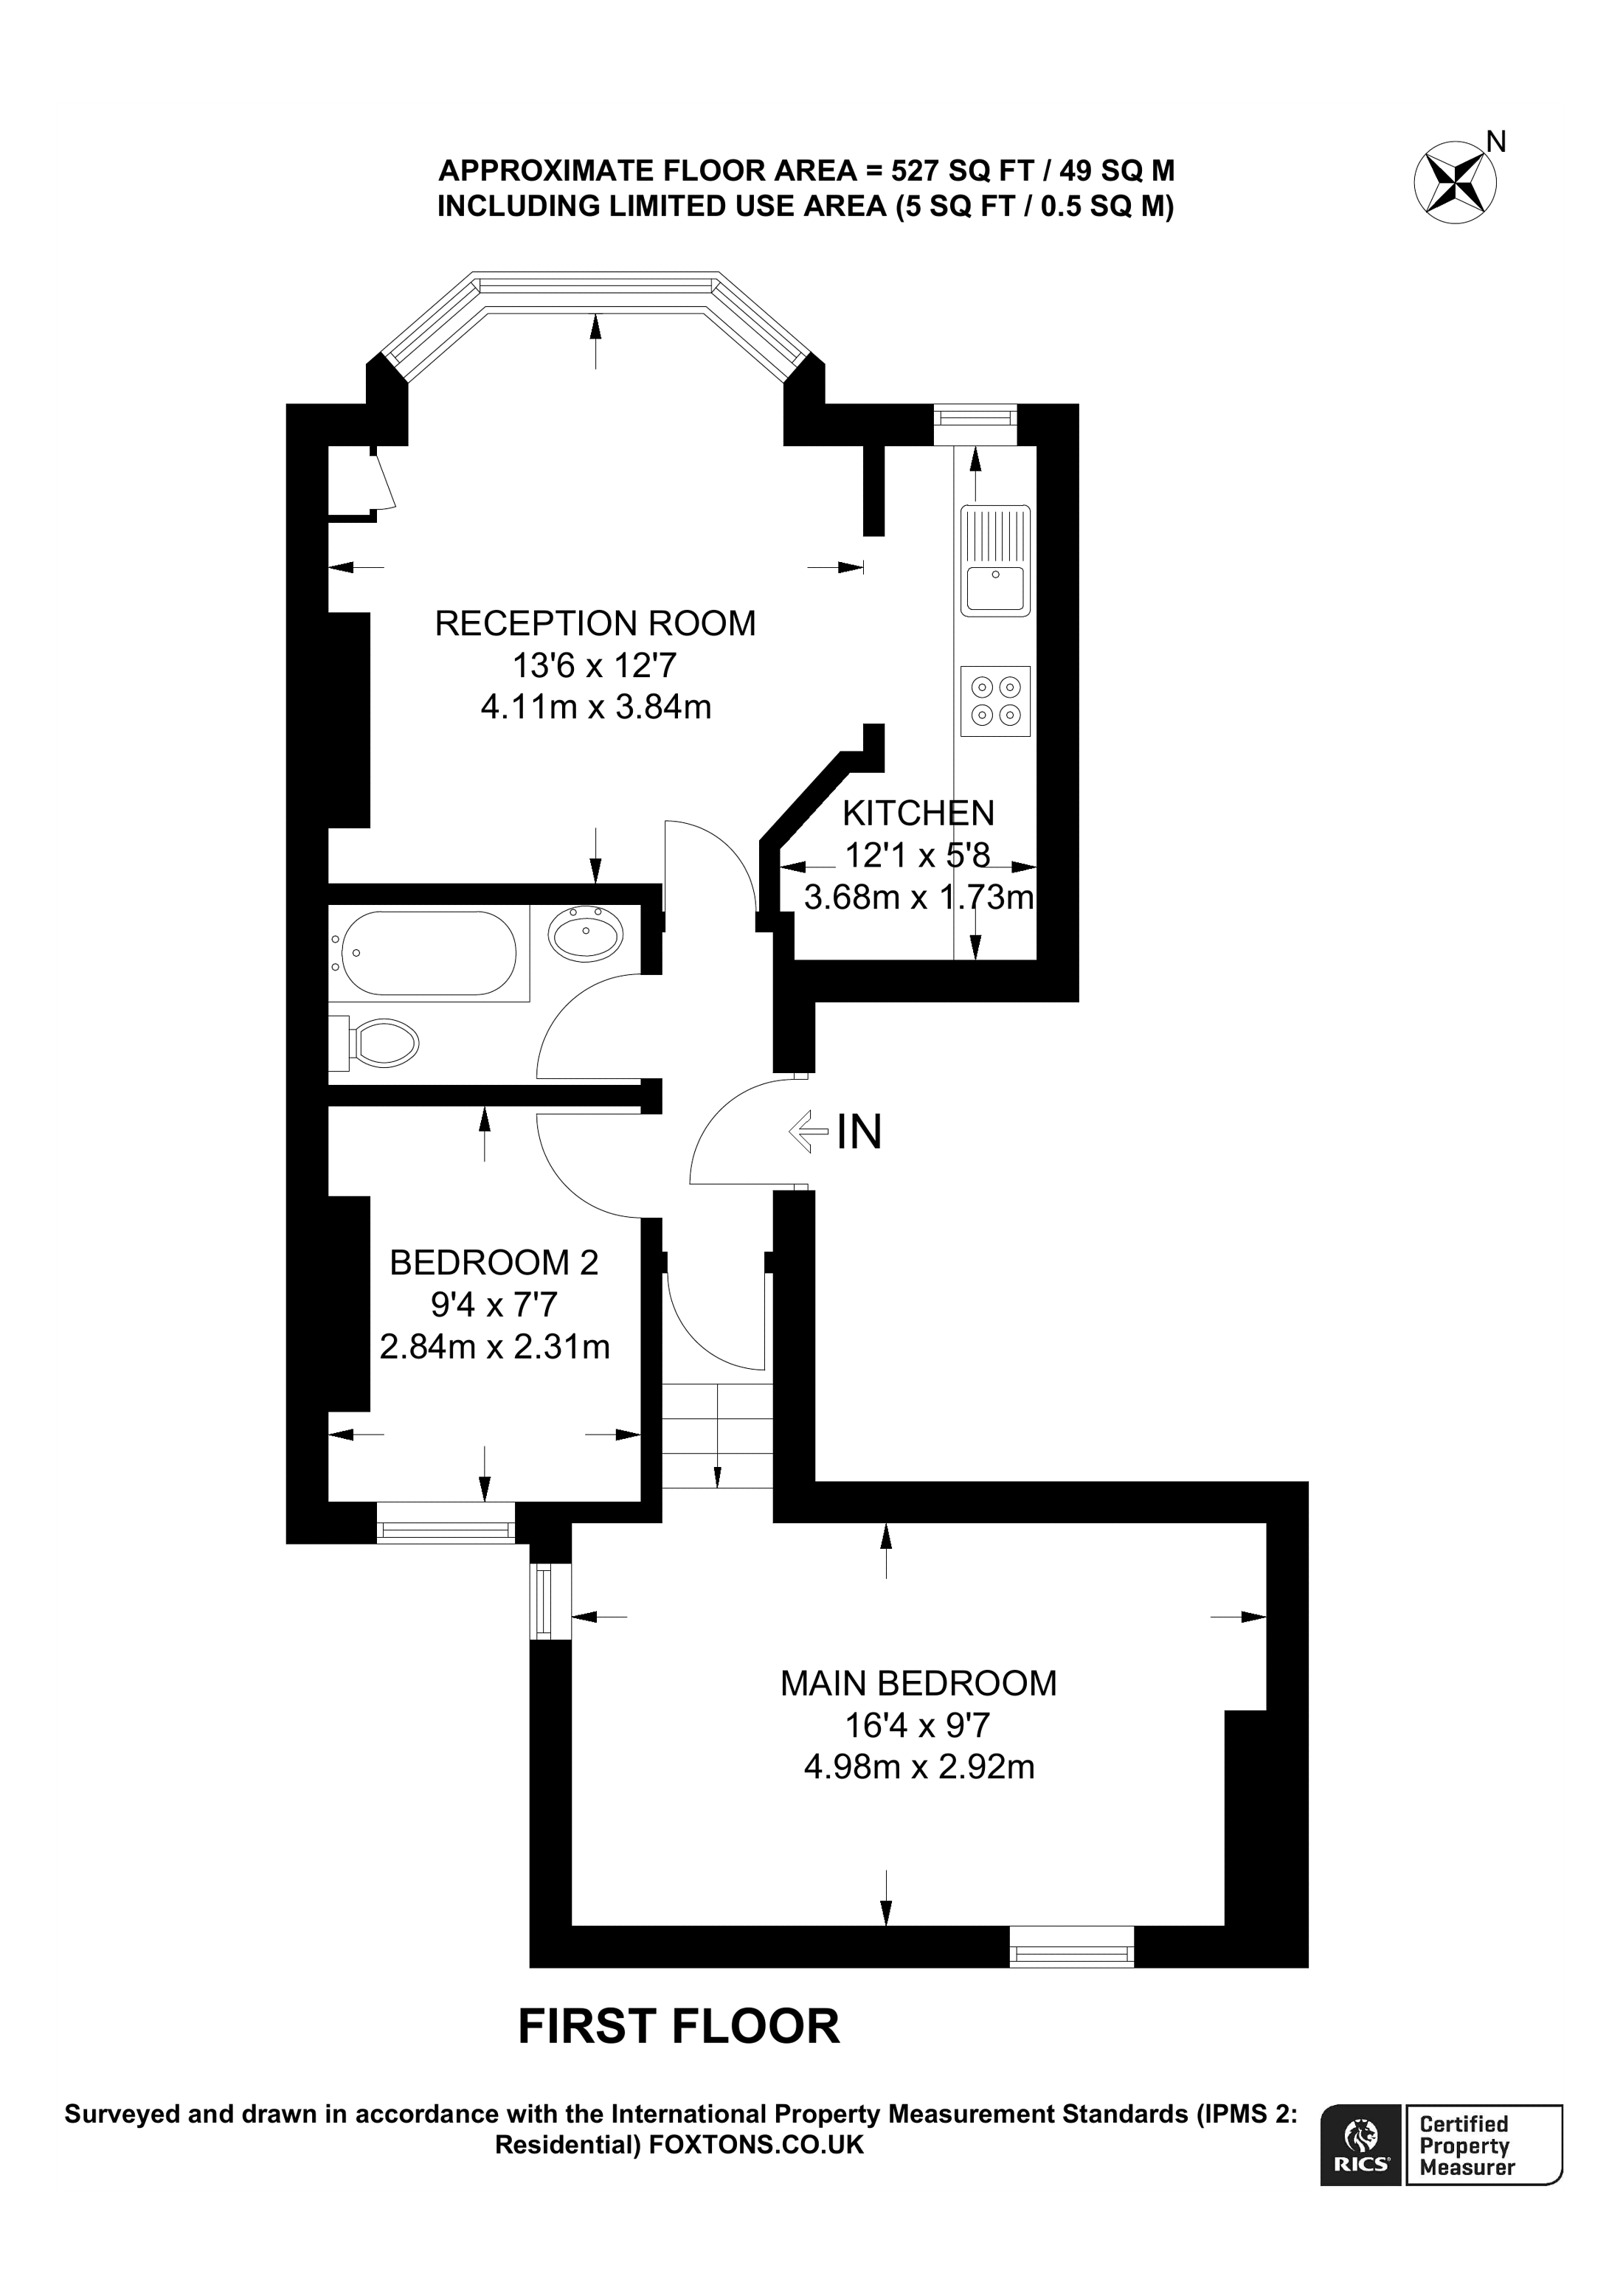 N
APPROXIMATE FLOOR AREA = 527 SQ FT / 49 SQ M
INCLUDING LIMITED USE AREA (5 SQ FT / 0.5 SQ M)
RECEPTION ROOM
13'6 x 12'7
4.11m x 3.84m
KITCHEN
12'1 x 5'8
3.68m x 1.73m
IN
BEDROOM 2
9'4 x 7'7
2.84m x 2.31m
MAIN BEDROOM
16'4 x 9'7
4.98m x 2.92m
FIRST FLOOR
Surveyed and drawn in accordance with the International Property Measurement Standards (IPMS 2:
Residential) FOXTONS.CO.UK
RICS®
Certified
Property
Measurer